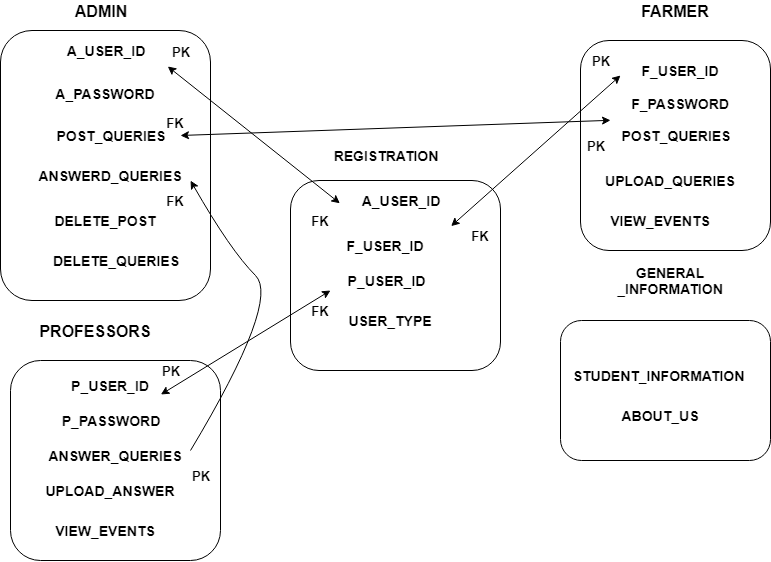 ADMIN
A_USER_ID
PK
A_PASSWORD
FK
POST_QUERIES
ANSWERD_QUERIES
FK
DELETE_POST
DELETE_QUERIES
FARMER
PK
F_USER_ID
F_PASSWORD
POST_QUERIES
PK
UPLOAD_QUERIES
VIEW_EVENTS
REGISTRATION
A_USER_ID
FK
FK
F_USER_ID
P_USER_ID
FK
USER_TYPE
PROFESSORS
PK
P_USER_ID
P_PASSWORD
ANSWER_QUERIES
PK
UPLOAD_ANSWER
VIEW_EVENTS
GENERAL
_INFORMATION
STUDENT_INFORMATION
ABOUT_US